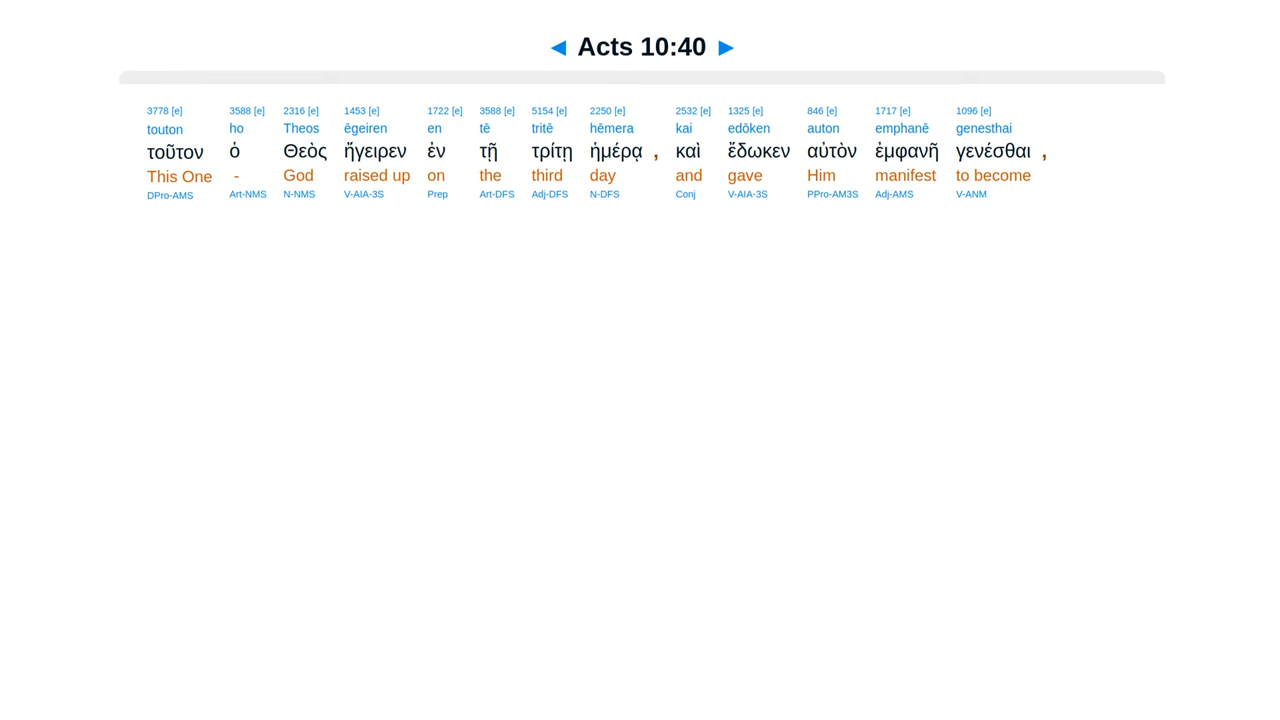 ◄ Acts 10:40 ►
3778 [e] 3588 [e] 2316 [e] 1453 [e] 1722 [e] 3588 [e] 5154 [e] 2250 [e] 2532 [e] 1325 [e] 846 [e] 1717 [e] 1096 [e]
touton ho Theos ēgeiren en tē tritē hēmera kai edōken auton emphanē genesthai
τοῦτον ὁ Θεὸς ἤγειρεν ἐν τῇ τρίτῃ ἡμέρᾳ , καὶ ἔδωκεν αὐτὸν ἐμφανῆ γενέσθαι ,
This One - God raised up on the third day and gave Him manifest to become
DPro-AMS Art-NMS N-NMS V-AIA-3S Prep Art-DFS Adj-DFS N-DFS Conj V-AIA-3S PPro-AM3S Adj-AMS V-ANM